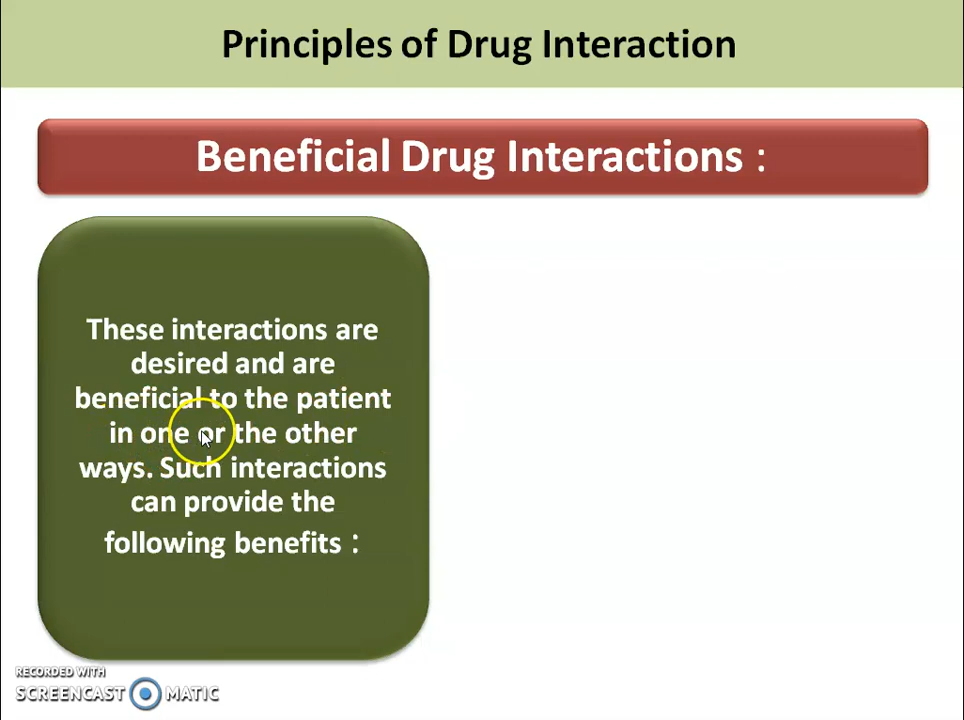 Principles of Drug Interaction
Beneficial Drug Interactions :
These interactions are
desired and are
beneficial to the patient
in one or the other
ways. Such interactions
can provide the
following benefits :
RECORDED WITH
SCREENCAST MATIC